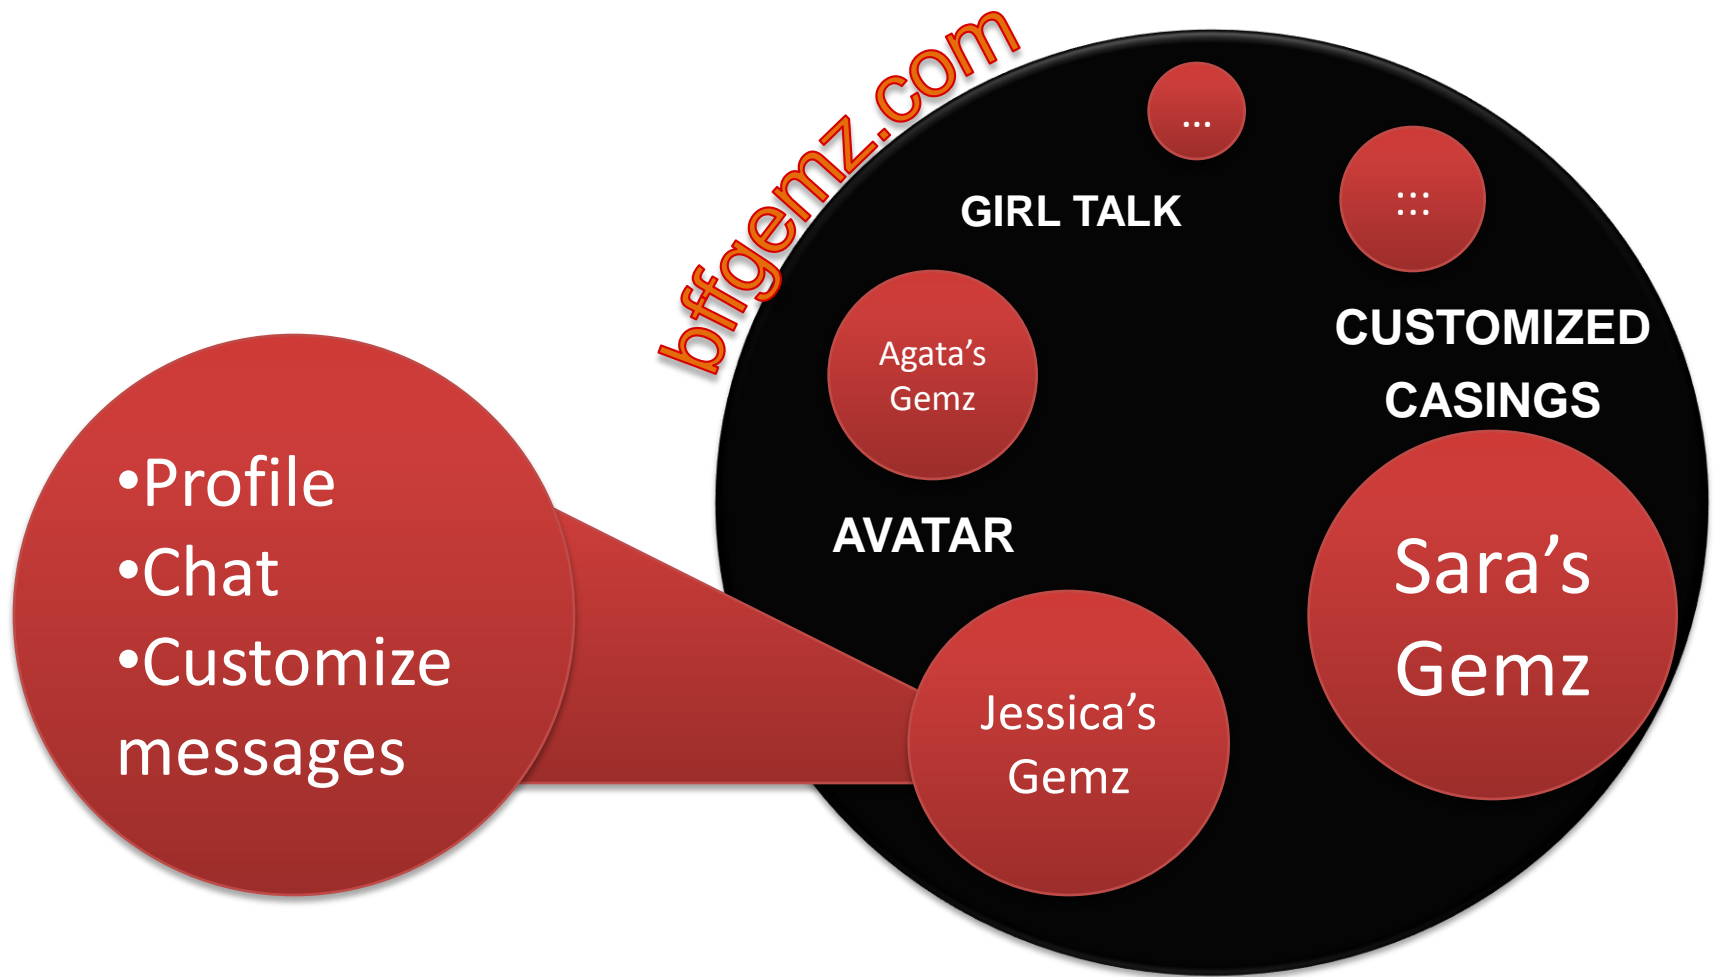 bffgemz.com
...
:::
GIRL TALK
CUSTOMIZED
CASINGS
Agata’s
Gemz
AVATAR
Sara’s
Gemz
Jessica’s
Gemz
•Profile
•Chat
•Customize
messages